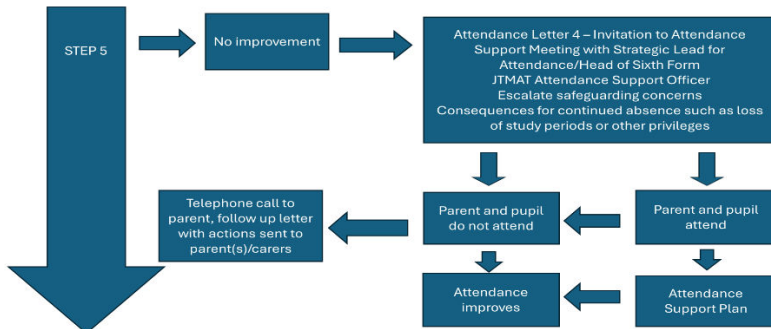 STEP 5
No improvement
Attendance Letter 4 – Invitation to Attendance
Support Meeting with Strategic Lead for
Attendance/Head of Sixth Form
JTMAT Attendance Support Officer
Escalate safeguarding concerns
Consequences for continued absence such as loss
of study periods or other privileges
Telephone call to
parent, follow up letter
with actions sent to
parent(s)/carers
Parent and pupil
do not attend
Parent and pupil
attend
Attendance
improves
Attendance
Support Plan